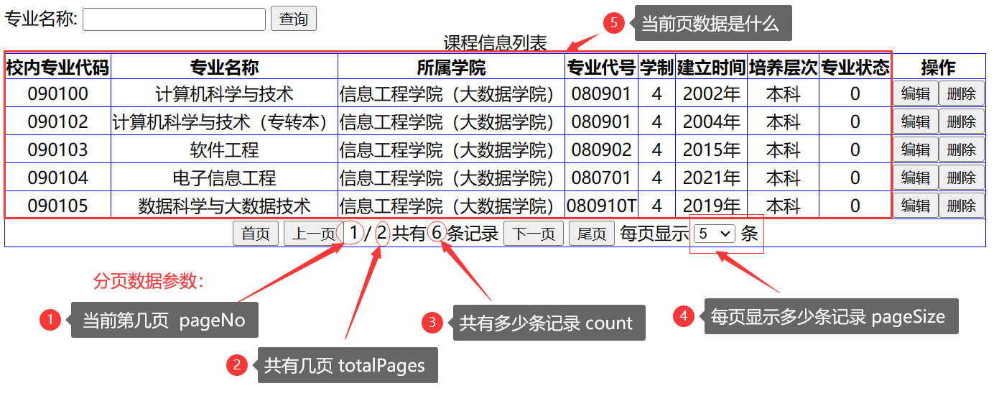 专业名称: 查询
5 当前页数据是什么
课程信息列表
校内专业代码 专业名称 所属学院 专业代号 学制 建立时间 培养层次 专业状态 操作
090100 计算机科学与技术 信息工程学院（大数据学院） 080901 4 2002年 本科 0 编辑 删除
090102 计算机科学与技术（专转本） 信息工程学院（大数据学院） 080901 4 2004年 本科 0 编辑 删除
090103 软件工程 信息工程学院（大数据学院） 080902 4 2015年 本科 0 编辑 删除
090104 电子信息工程 信息工程学院（大数据学院） 080701 4 2021年 本科 0 编辑 删除
090105 数据科学与大数据技术 信息工程学院（大数据学院） 080910T 4 2019年 本科 0 编辑 删除
首页 上一页 1 / 2 共有 6 条记录 下一页 尾页 每页显示 5 条
分页数据参数：
1 当前第几页 pageNo
3 共有多少条记录 count
4 每页显示多少条记录 pageSize
2 共有几页 totalPages